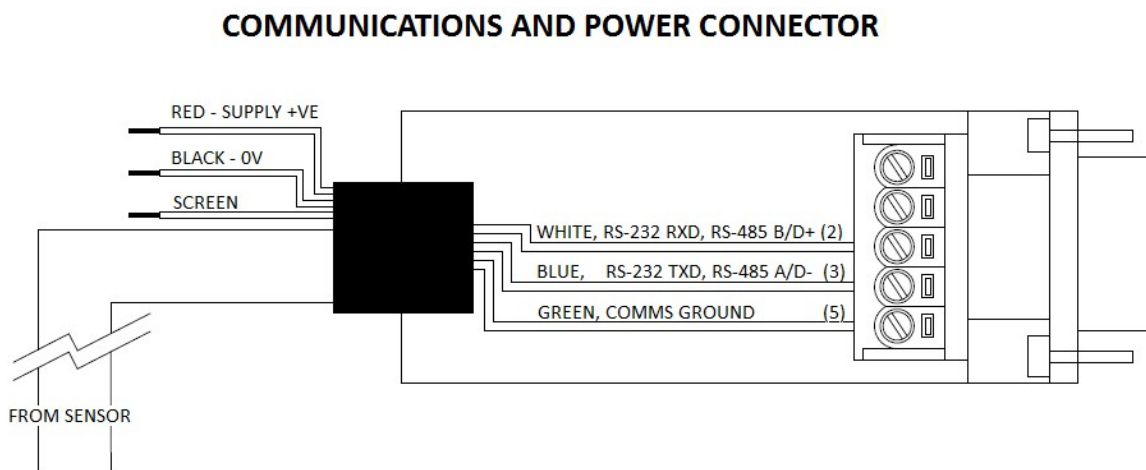 COMMUNICATIONS AND POWER CONNECTOR
RED - SUPPLY +VE
BLACK - 0V
SCREEN
WHITE, RS-232 RXD, RS-485 B/D+ (2)
BLUE, RS-232 TXD, RS-485 A/D- (3)
GREEN, COMMS GROUND (5)
FROM SENSOR